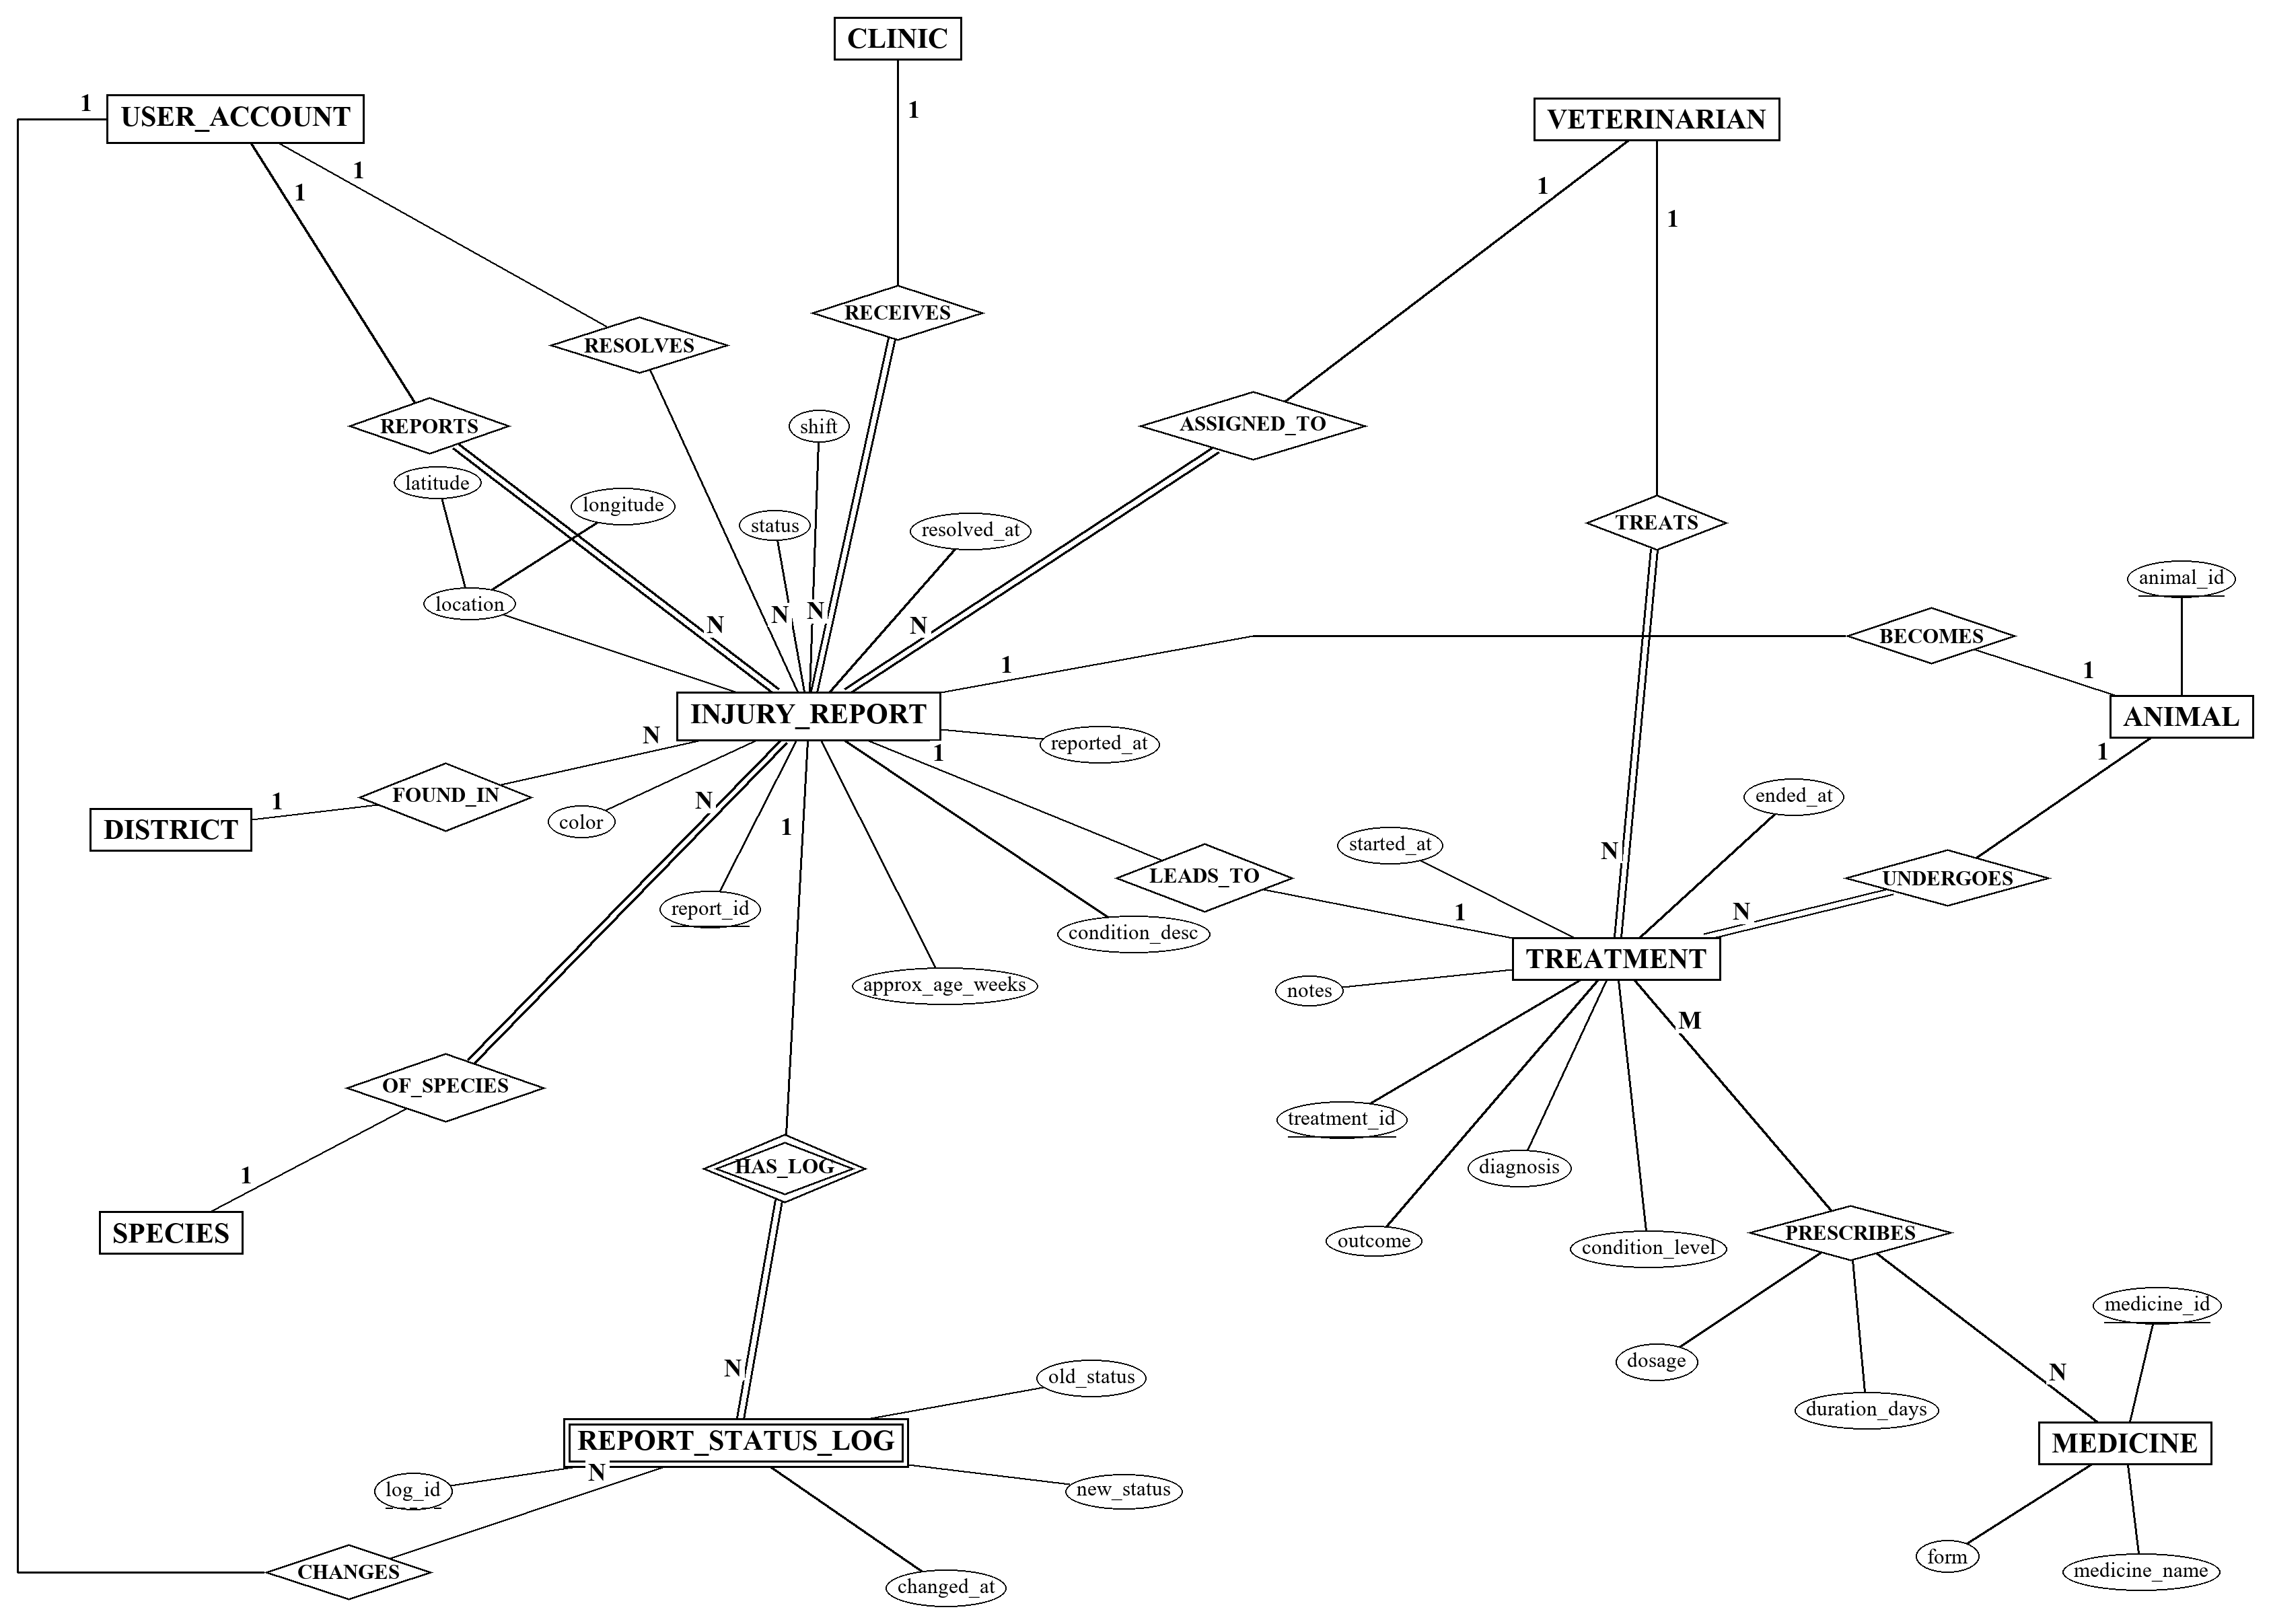 CLINIC
1
USER_ACCOUNT
1
VETERINARIAN
1
1
1
1
1
RECEIVES
RESOLVES
REPORTS
shift
ASSIGNED_TO
latitude
longitude
status
resolved_at
TREATS
animal_id
location
N
N
N
N
BECOMES
1
1
INJURY_REPORT
ANIMAL
N
reported_at
1
1
FOUND_IN
1
DISTRICT
color
N
1
ended_at
started_at
N
LEADS_TO
UNDERGOES
report_id
1
N
condition_desc
TREATMENT
approx_age_weeks
notes
M
OF_SPECIES
treatment_id
1
HAS_LOG
diagnosis
SPECIES
outcome
condition_level
PRESCRIBES
medicine_id
dosage
N
N
old_status
duration_days
REPORT_STATUS_LOG
MEDICINE
N
log_id
new_status
form
CHANGES
changed_at
medicine_name